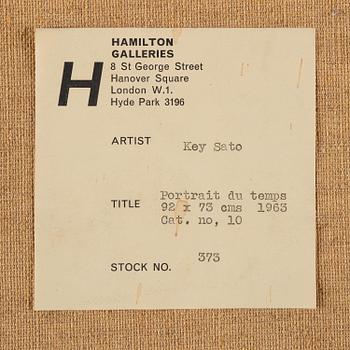 HAMILTON
GALLERIES
8 St George Street
Hanover Square
London W.1.
Hyde Park 3196
H
ARTIST Key Sato
TITLE Portrait du temps
92 x 73 cms 1963
Cat. no, 10
STOCK NO. 373